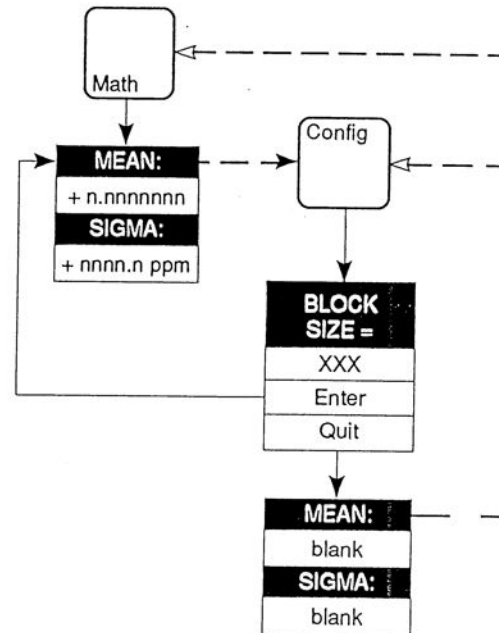 Math
MEAN:
+ n.nnnnnnn
SIGMA:
+ nnnn.n ppm
Config
BLOCK
SIZE =
XXX
Enter
Quit
MEAN:
blank
SIGMA:
blank